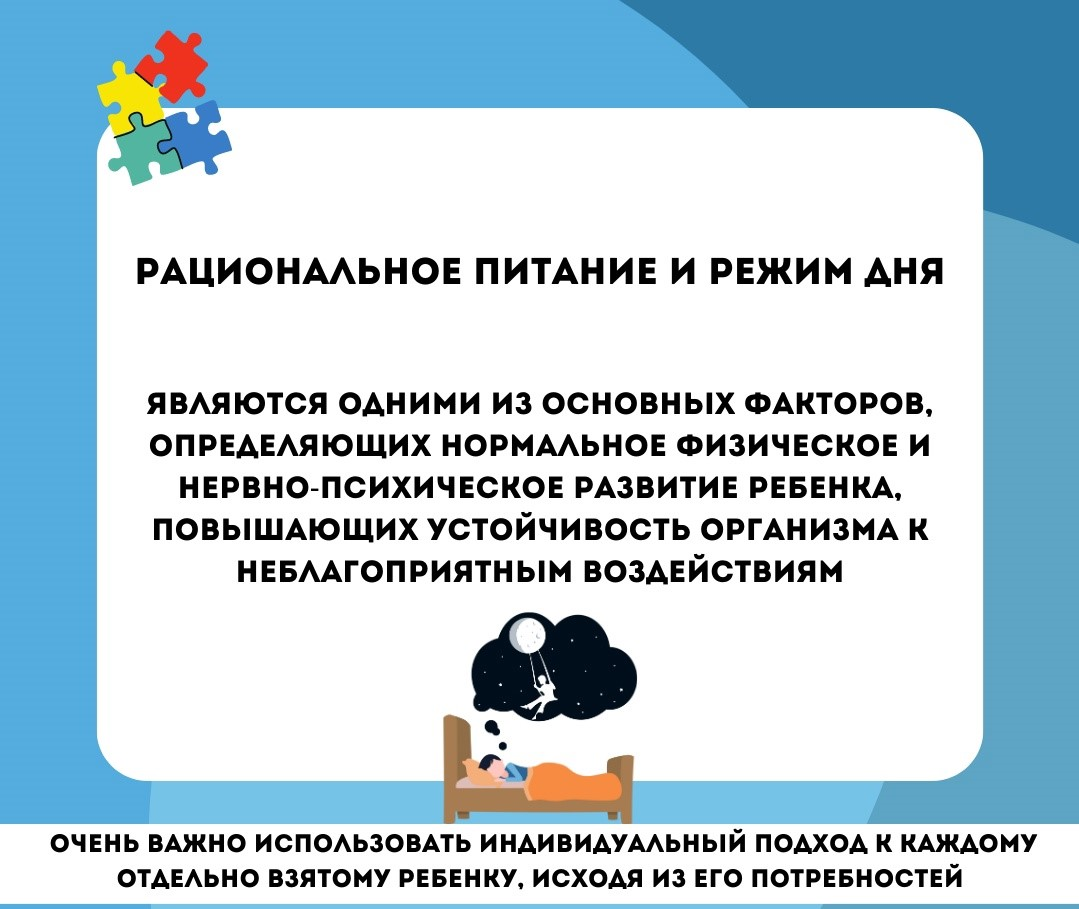 РАЦИОНАЛЬНОЕ ПИТАНИЕ И РЕЖИМ ДНЯ
ЯВЛЯЮТСЯ ОДНИМИ ИЗ ОСНОВНЫХ ФАКТОРОВ,
ОПРЕДЕЛЯЮЩИХ НОРМАЛЬНОЕ ФИЗИЧЕСКОЕ И
НЕРВНО-ПСИХИЧЕСКОЕ РАЗВИТИЕ РЕБЕНКА,
ПОВЫШАЮЩИХ УСТОЙЧИВОСТЬ ОРГАНИЗМА К
НЕБЛАГОПРИЯТНЫМ ВОЗДЕЙСТВИЯМ
ОЧЕНЬ ВАЖНО ИСПОЛЬЗОВАТЬ ИНДИВИДУАЛЬНЫЙ ПОДХОД К КАЖДОМУ
ОТДЕЛЬНО ВЗЯТОМУ РЕБЕНКУ, ИСХОДЯ ИЗ ЕГО ПОТРЕБНОСТЕЙ